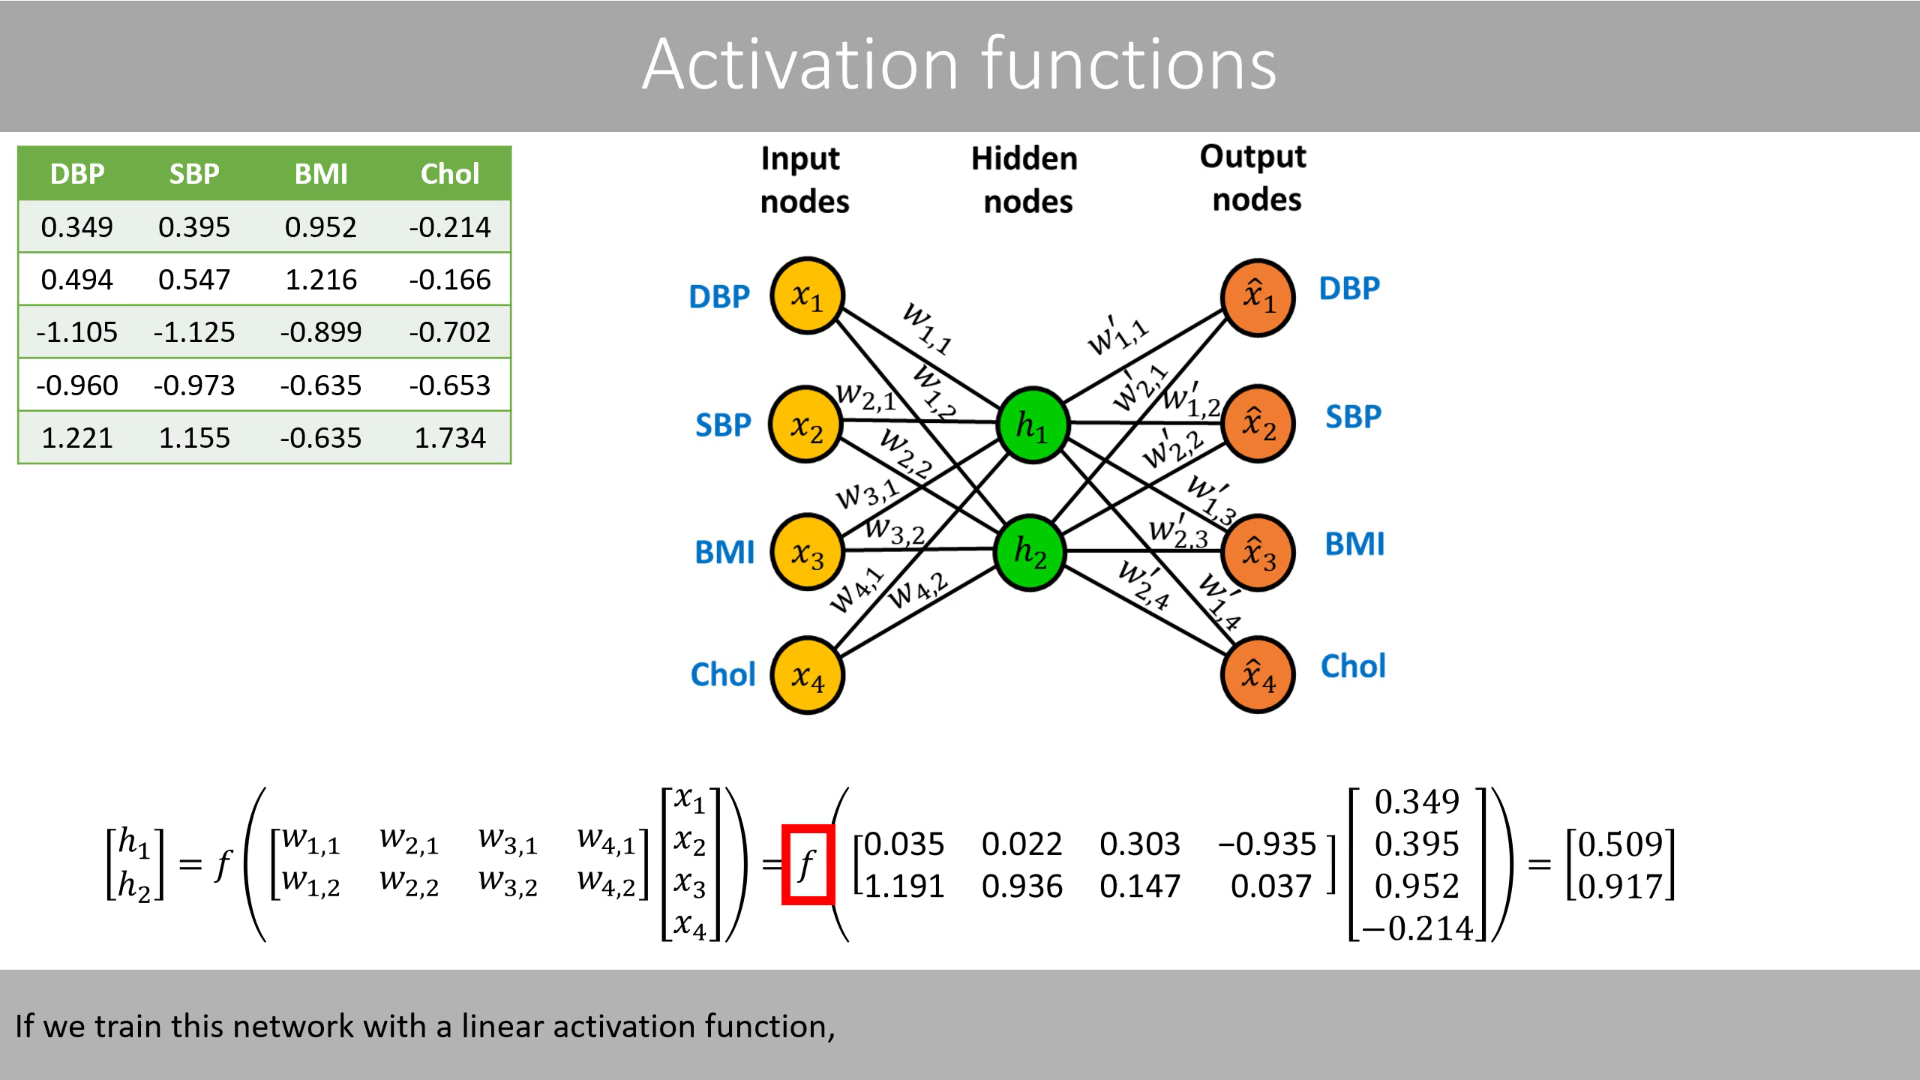 Activation functions
DBP SBP BMI Chol
0.349 0.395 0.952 -0.214
0.494 0.547 1.216 -0.166
-1.105 -1.125 -0.899 -0.702
-0.960 -0.973 -0.635 -0.653
1.221 1.155 -0.635 1.734
Input nodes
Hidden nodes
Output nodes
DBP x₁ w₁,₁ w′₁,₁ x̂₁ DBP
w₁,₂ w′₂,₁
SBP x₂ w₂,₁ h₁ w′₁,₂ x̂₂ SBP
w₂,₂ w′₂,₂
w₃,₁ w′₁,₃
BMI x₃ w₃,₂ h₂ w′₂,₃ x̂₃ BMI
w₄,₁ w₄,₂ w′₂,₄ w′₁,₄
Chol x₄ x̂₄ Chol
[h₁ h₂] = f([w₁,₁ w₂,₁ w₃,₁ w₄,₁ w₁,₂ w₂,₂ w₃,₂ w₄,₂][x₁ x₂ x₃ x₄]) = f([0.035 0.022 0.303 −0.935 1.191 0.936 0.147 0.037][0.349 0.395 0.952 −0.214]) = [0.509 0.917]
If we train this network with a linear activation function,